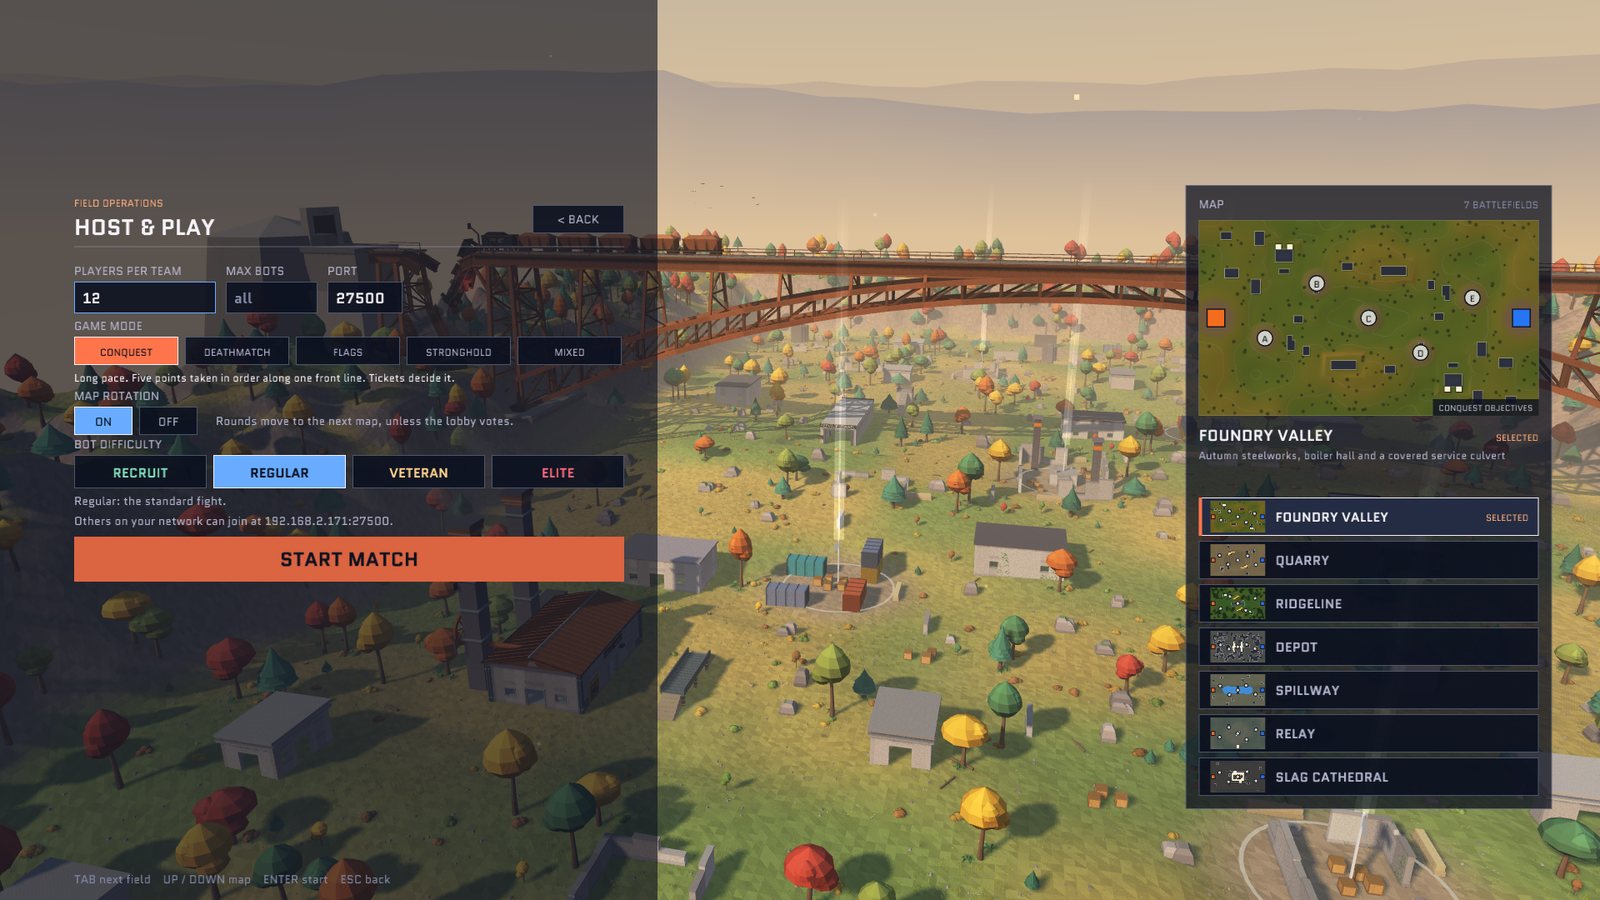 FIELD OPERATIONS
HOST & PLAY
< BACK
PLAYERS PER TEAM
MAX BOTS
PORT
12
all
27500
GAME MODE
CONQUEST
DEATHMATCH
FLAGS
STRONGHOLD
MIXED
Long pace. Five points taken in order along one front line. Tickets decide it.
MAP ROTATION
ON
OFF
Rounds move to the next map, unless the lobby votes.
BOT DIFFICULTY
RECRUIT
REGULAR
VETERAN
ELITE
Regular: the standard fight.
Others on your network can join at 192.168.2.171:27500.
START MATCH
TAB next field UP / DOWN map ENTER start ESC back
MAP
7 BATTLEFIELDS
B
E
C
A
D
CONQUEST OBJECTIVES
FOUNDRY VALLEY
SELECTED
Autumn steelworks, boiler hall and a covered service culvert
FOUNDRY VALLEY
SELECTED
QUARRY
RIDGELINE
DEPOT
SPILLWAY
RELAY
SLAG CATHEDRAL